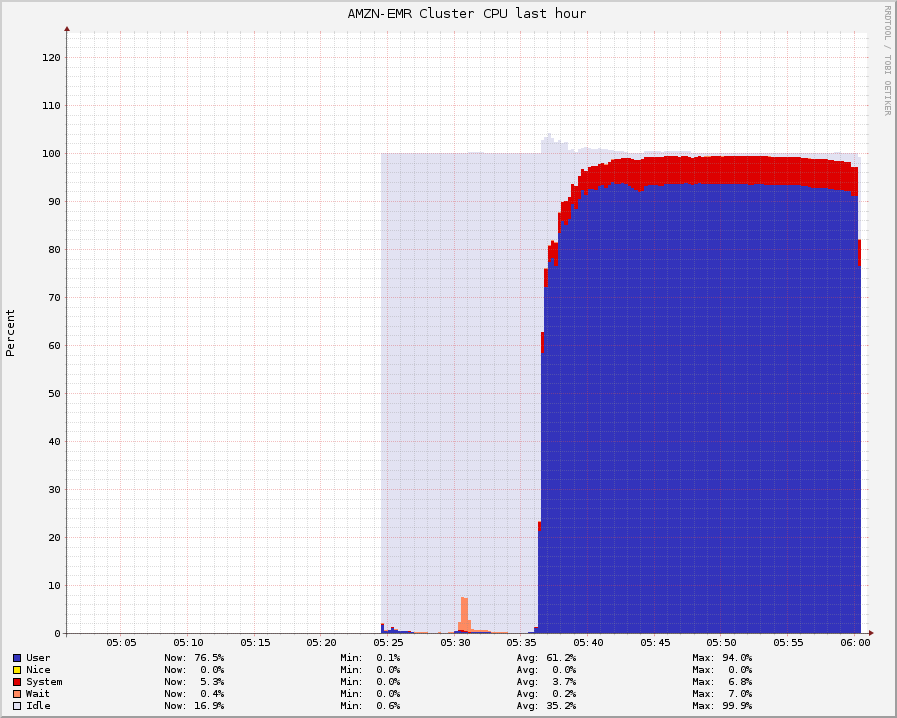 AMZN-EMR Cluster CPU last hour
RRDTOOL / TOBI OETIKER
Percent
120
110
100
90
80
70
60
50
40
30
20
10
0
05:05 05:10 05:15 05:20 05:25 05:30 05:35 05:40 05:45 05:50 05:55 06:00
User Now: 76.5% Min: 0.1% Avg: 61.2% Max: 94.0%
Nice Now: 0.0% Min: 0.0% Avg: 0.0% Max: 0.0%
System Now: 5.3% Min: 0.0% Avg: 3.7% Max: 6.8%
Wait Now: 0.4% Min: 0.0% Avg: 0.2% Max: 7.0%
Idle Now: 16.9% Min: 0.6% Avg: 35.2% Max: 99.9%